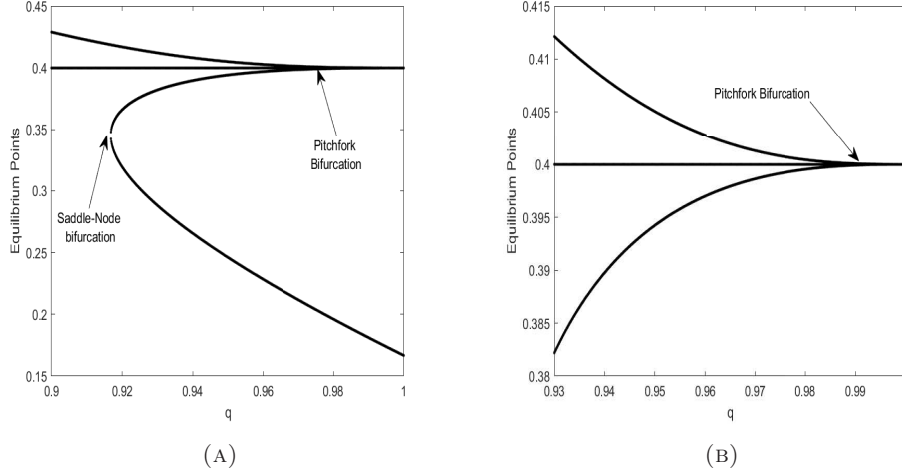 0.45
0.4
0.35
0.3
0.25
0.2
0.15
Equilibrium Points
Pitchfork
Bifurcation
Saddle-Node
bifurcation
0.9 0.92 0.94 0.96 0.98 1
q
(A)
0.415
0.41
0.405
0.4
0.395
0.39
0.385
0.38
Equilibrium Points
Pitchfork Bifurcation
0.93 0.94 0.95 0.96 0.97 0.98 0.99
q
(B)